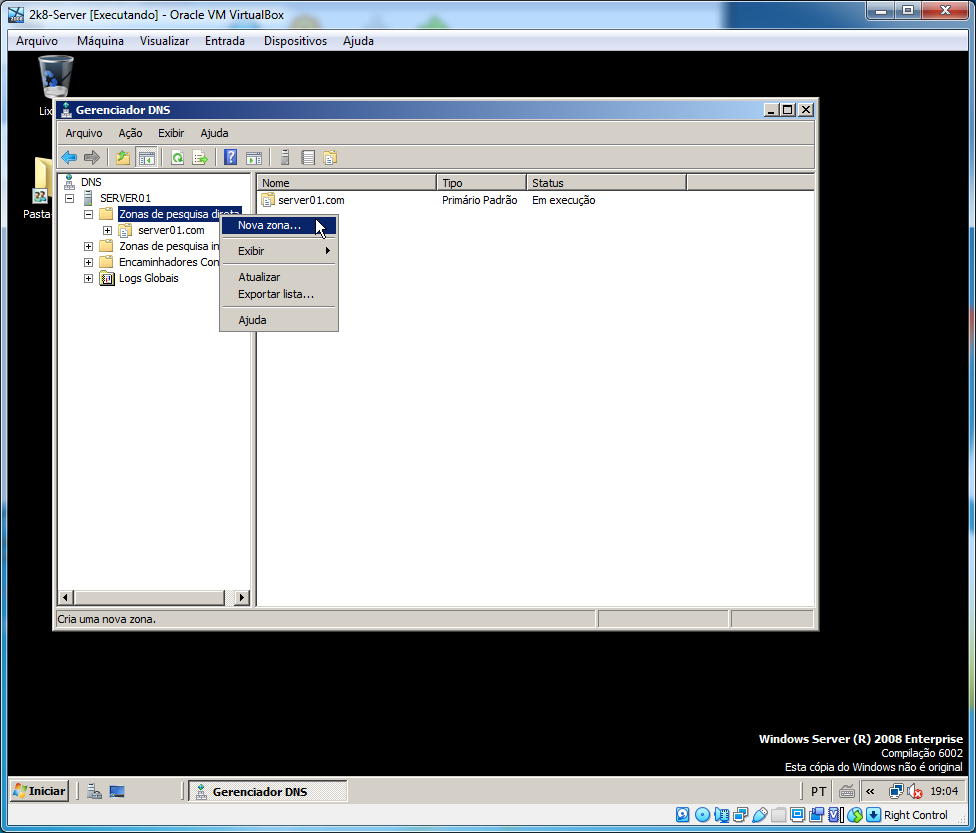 2k8-Server [Executando] - Oracle VM VirtualBox
Arquivo Máquina Visualizar Entrada Dispositivos Ajuda
Lix
Gerenciador DNS
Arquivo Ação Exibir Ajuda
DNS
SERVER01
Zonas de pesquisa direta
server01.com
Zonas de pesquisa in
Encaminhadores Con
Logs Globais
Nome Tipo Status
server01.com Primário Padrão Em execução
Nova zona...
Exibir
Atualizar
Exportar lista...
Ajuda
Pasta
Cria uma nova zona.
Windows Server (R) 2008 Enterprise
Compilação 6002
Esta cópia do Windows não é original
Iniciar Gerenciador DNS PT « 19:04
Right Control